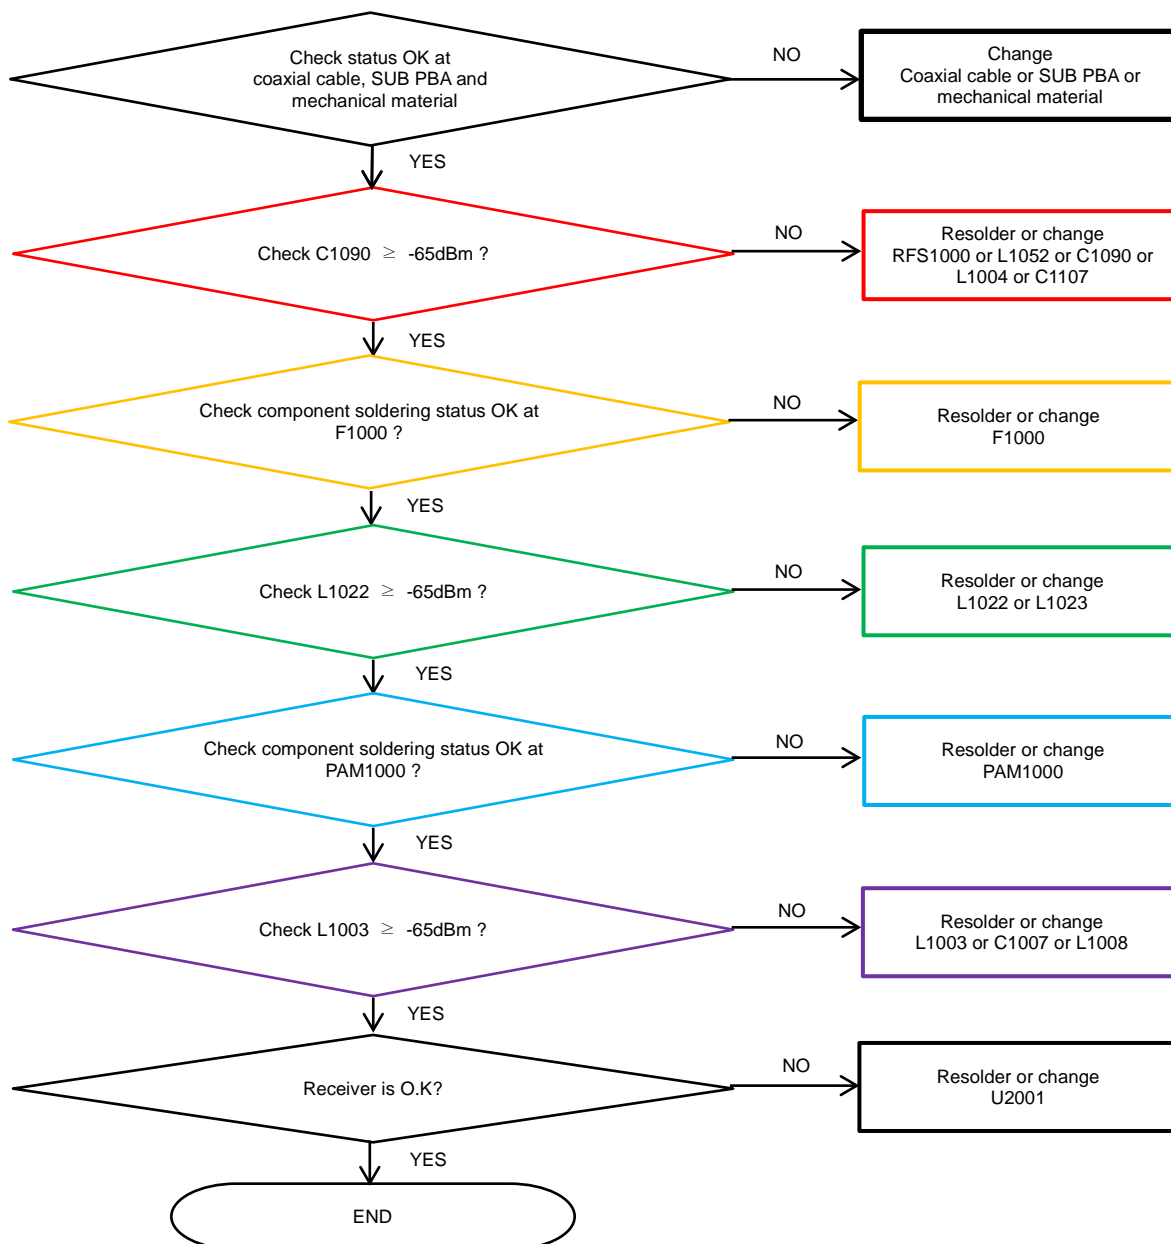 Check status OK at
coaxial cable, SUB PBA and
mechanical material
NO
Change
Coaxial cable or SUB PBA or
mechanical material
YES
Check C1090 ≥ -65dBm ?
NO
Resolder or change
RFS1000 or L1052 or C1090 or
L1004 or C1107
YES
Check component soldering status OK at
F1000 ?
NO
Resolder or change
F1000
YES
Check L1022 ≥ -65dBm ?
NO
Resolder or change
L1022 or L1023
YES
Check component soldering status OK at
PAM1000 ?
NO
Resolder or change
PAM1000
YES
Check L1003 ≥ -65dBm ?
NO
Resolder or change
L1003 or C1007 or L1008
YES
Receiver is O.K?
NO
Resolder or change
U2001
YES
END